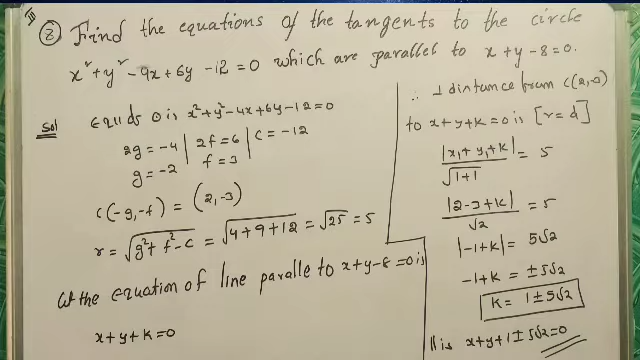 ⑧ Find the equations of the tangents to the circle
x² + y² - 4x + 6y - 12 = 0 which are parallel to x + y - 8 = 0.
Sol Equds 0 is x² + y² - 4x + 6y - 12 = 0
2g = -4 | 2f = 6 | c = -12
g = -2 | f = 3
C(-g, -f) = (2, -3)
r = √g² + f² - c = √4 + 9 + 12 = √25 = 5
let the equation of line paralle to x + y - 8 = 0 is
x + y + k = 0
∴ ⊥ distance from C(2, -3)
to x + y + k = 0 is [r = d]
|x₁ + y₁ + k| / √1+1 = 5
|2 - 3 + k| / √2 = 5
|-1 + k| = 5√2
-1 + k = ± 5√2
k = 1 ± 5√2
is x + y + 1 ± 5√2 = 0